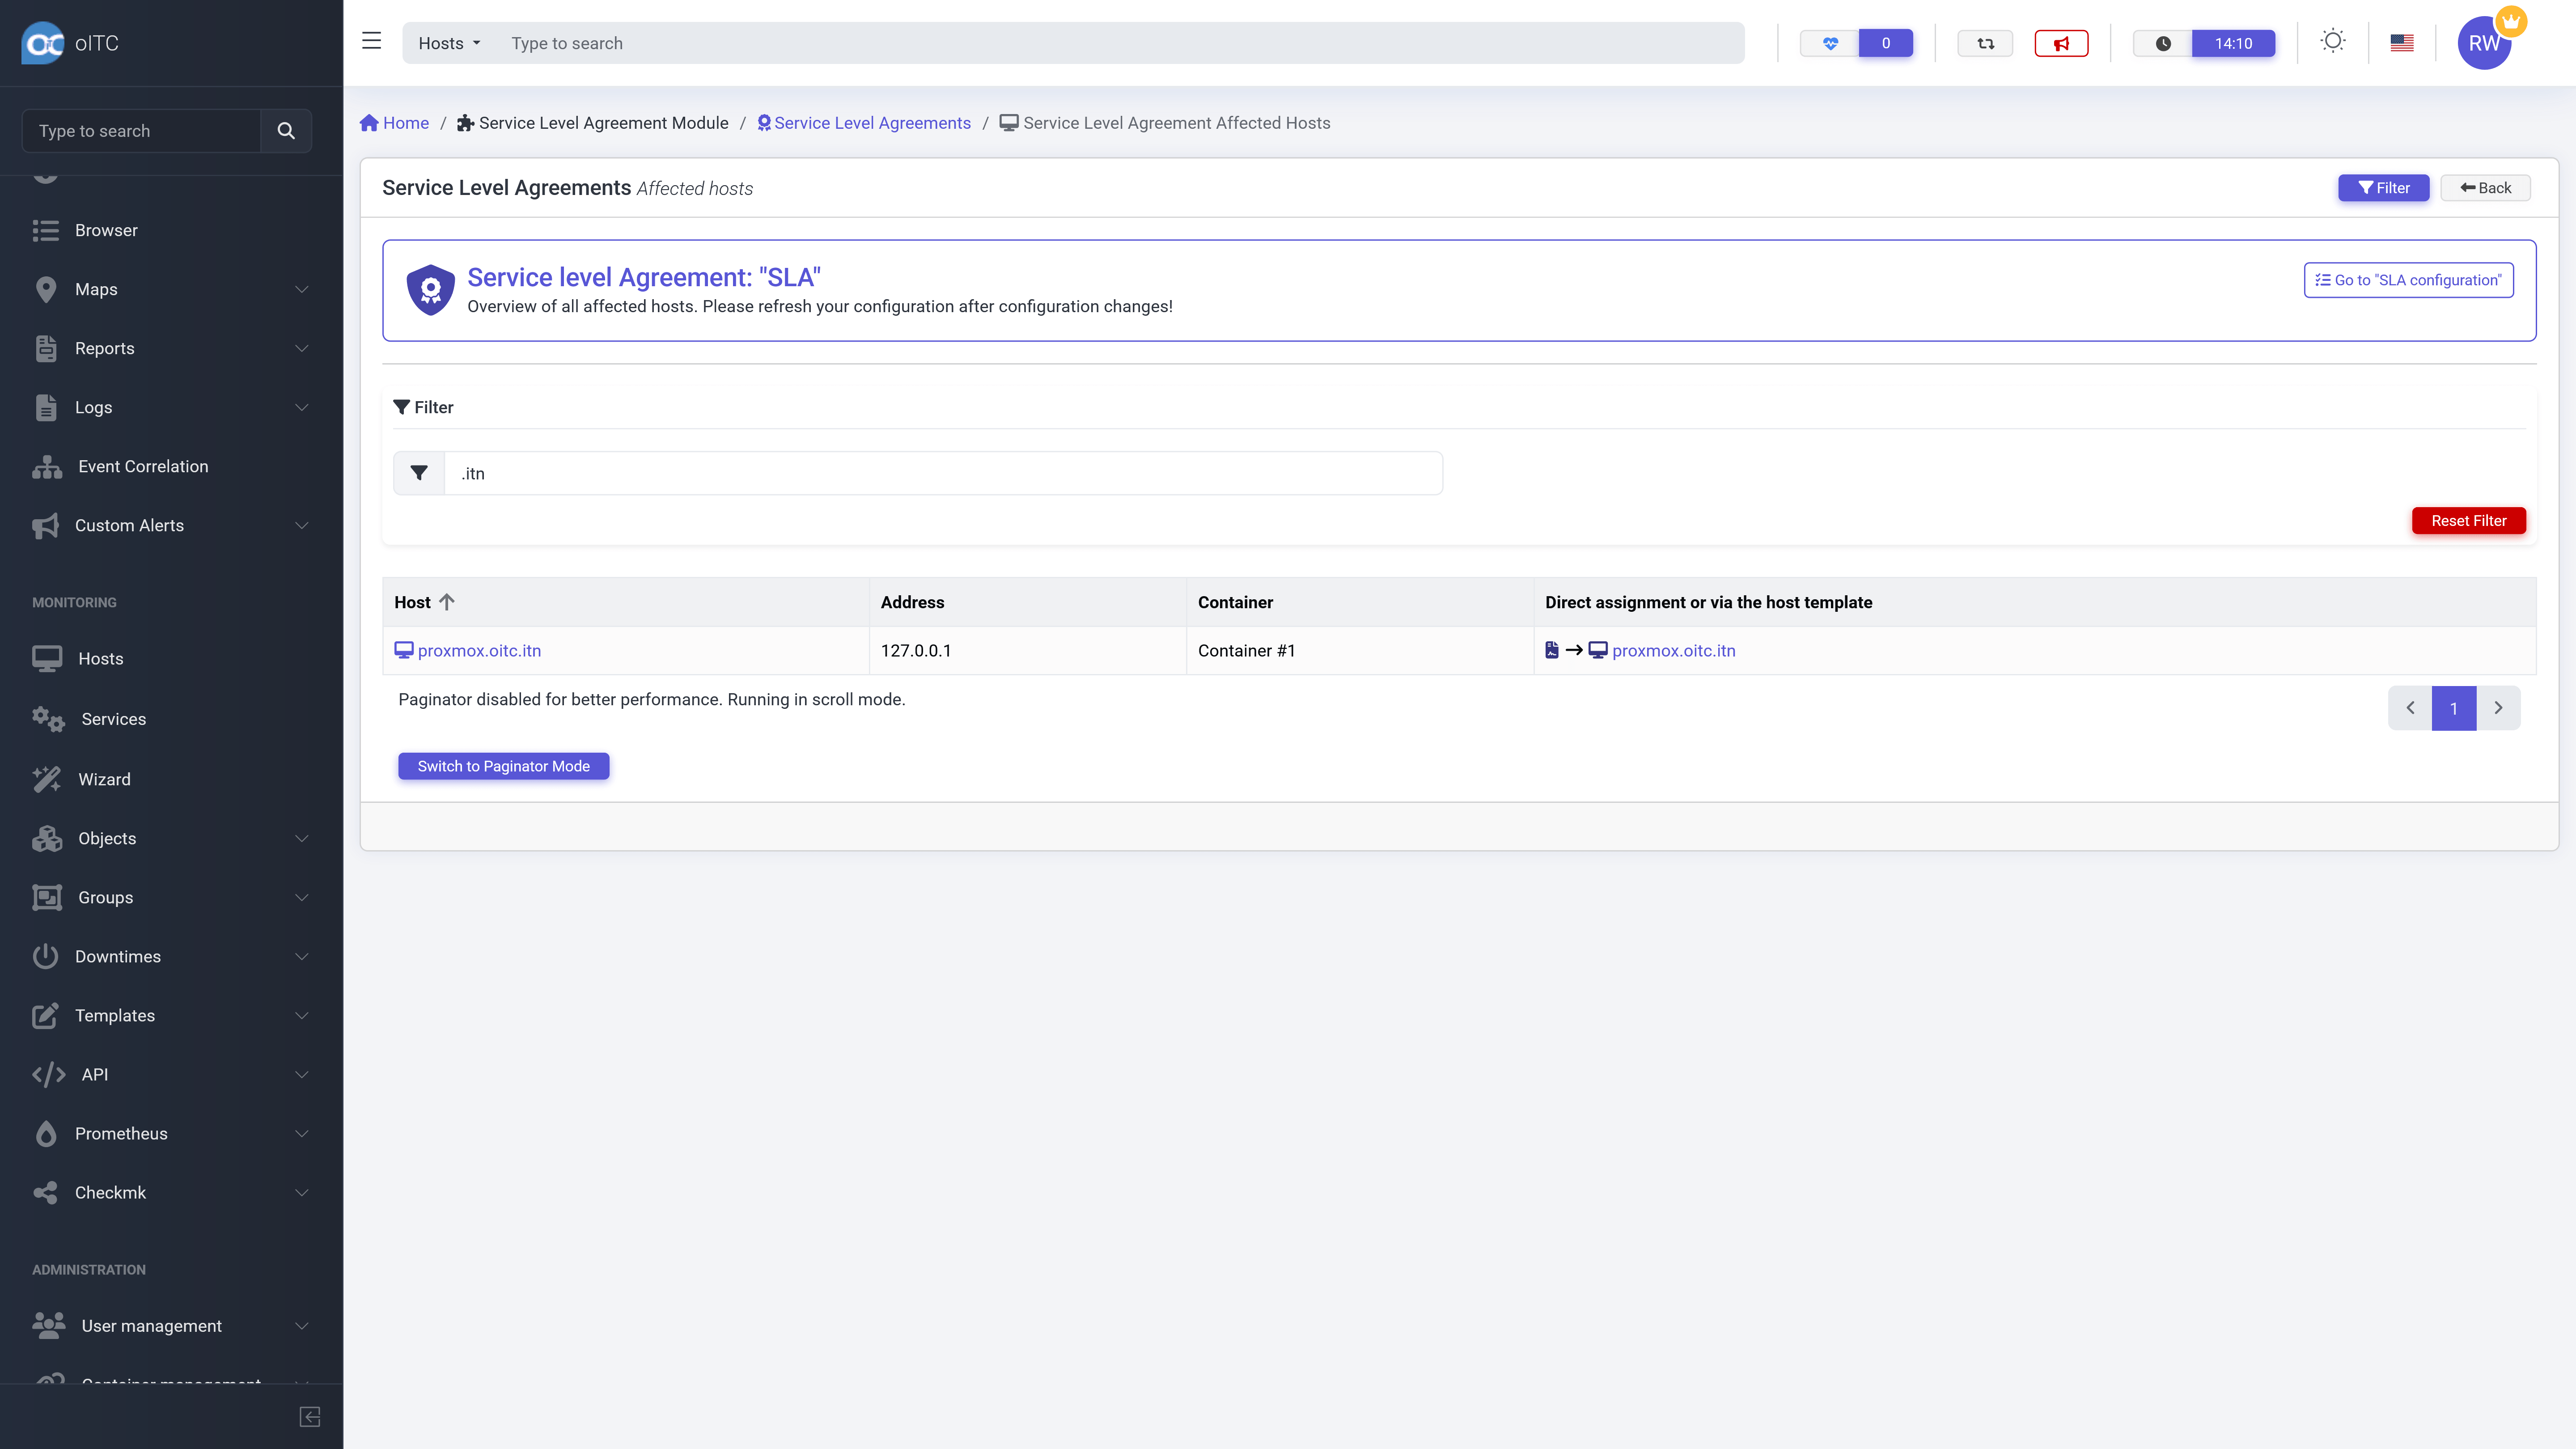 oITC
Hosts
Type to search
0
14:10
RW
Type to search
Browser
Maps
Reports
Logs
Event Correlation
Custom Alerts
MONITORING
Hosts
Services
Wizard
Objects
Groups
Downtimes
Templates
API
Prometheus
Checkmk
ADMINISTRATION
User management
Container management
Home / Service Level Agreement Module / Service Level Agreements / Service Level Agreement Affected Hosts
Service Level Agreements Affected hosts
Filter
Back
Service level Agreement: "SLA"
Overview of all affected hosts. Please refresh your configuration after configuration changes!
Go to "SLA configuration"
Filter
.itn
Reset Filter
Host Address Container Direct assignment or via the host template
proxmox.oitc.itn 127.0.0.1 Container #1 proxmox.oitc.itn
Paginator disabled for better performance. Running in scroll mode.
1
Switch to Paginator Mode